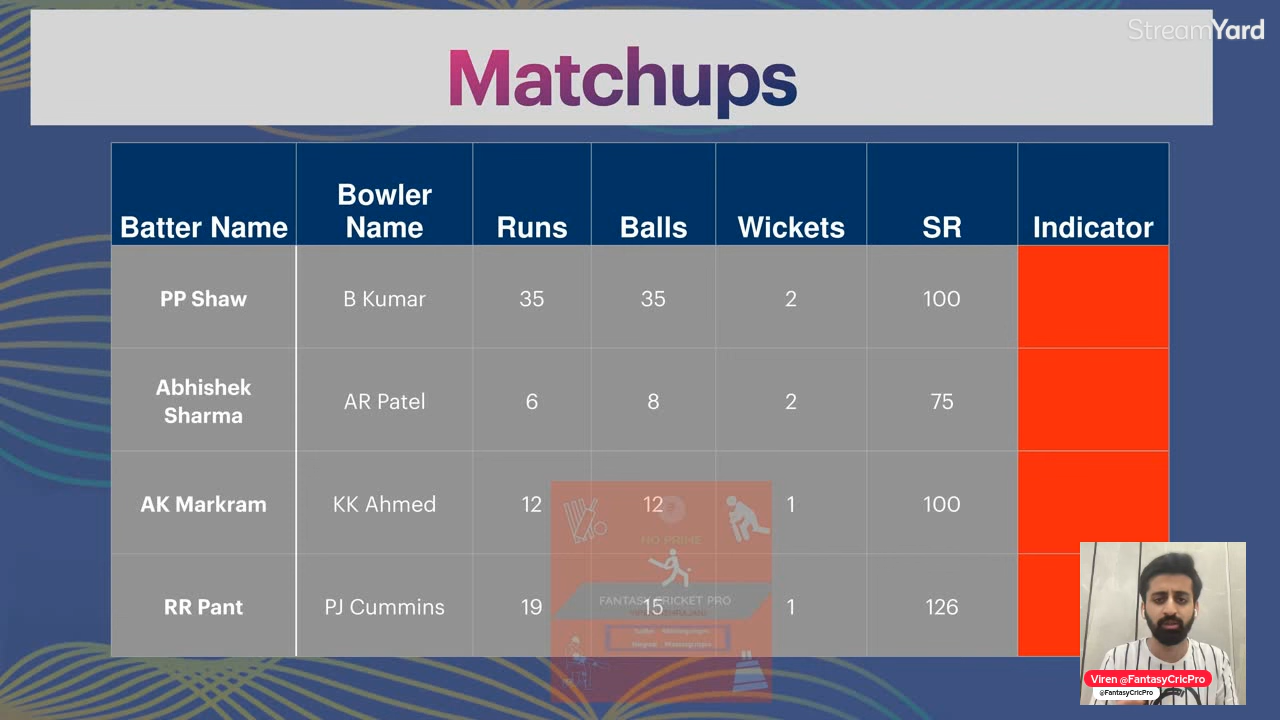 StreamYard
Matchups
Batter Name Bowler Name Runs Balls Wickets SR Indicator
PP Shaw B Kumar 35 35 2 100
Abhishek Sharma AR Patel 6 8 2 75
AK Markram KK Ahmed 12 12 1 100
NO PRIME
RR Pant PJ Cummins 19 15 1 126
FANTASY CRICKET PRO
Viren @FantasyCricPro
@FantasyCricPro